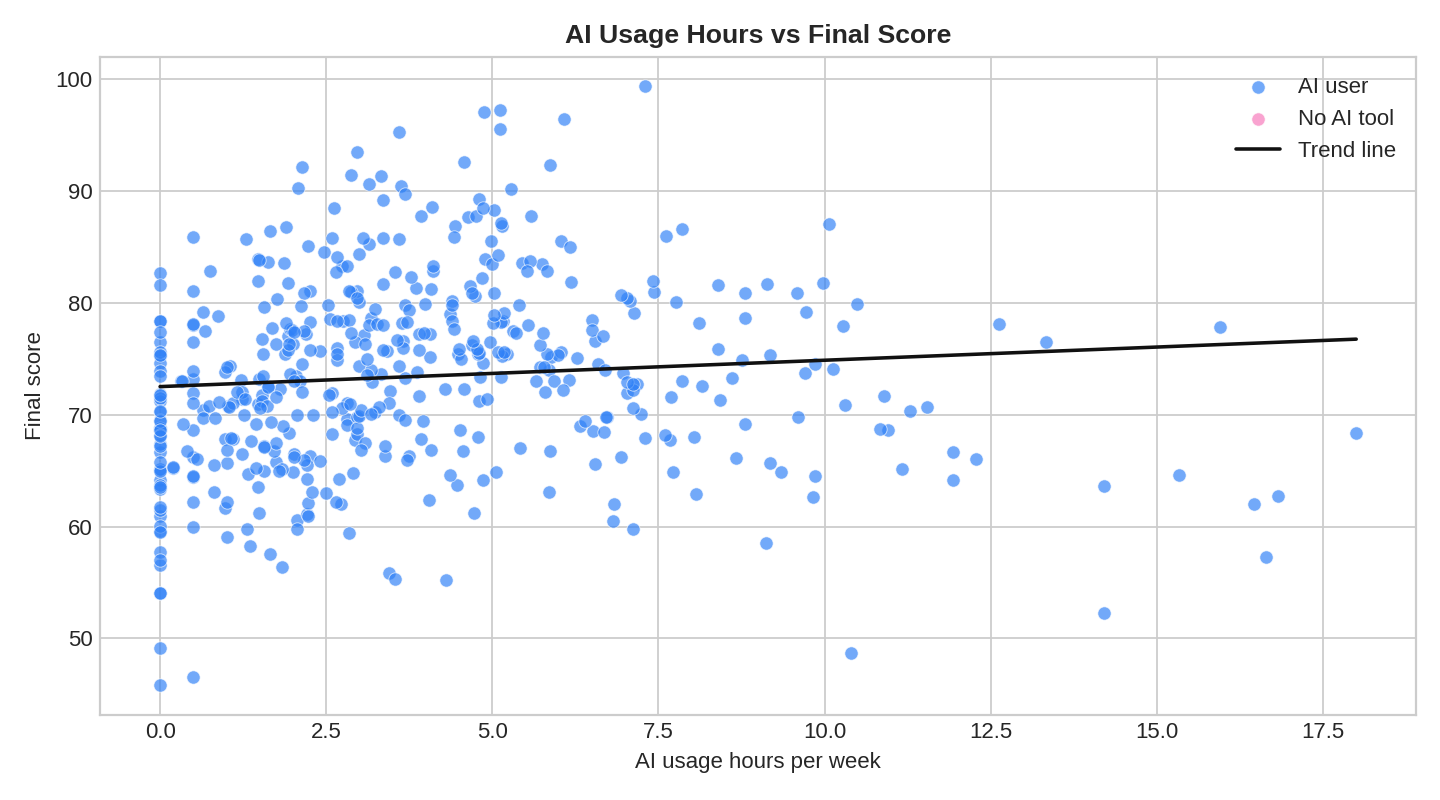 AI Usage Hours vs Final Score
AI user
No AI tool
Trend line
Final score
100
90
80
70
60
50
0.0 2.5 5.0 7.5 10.0 12.5 15.0 17.5
AI usage hours per week